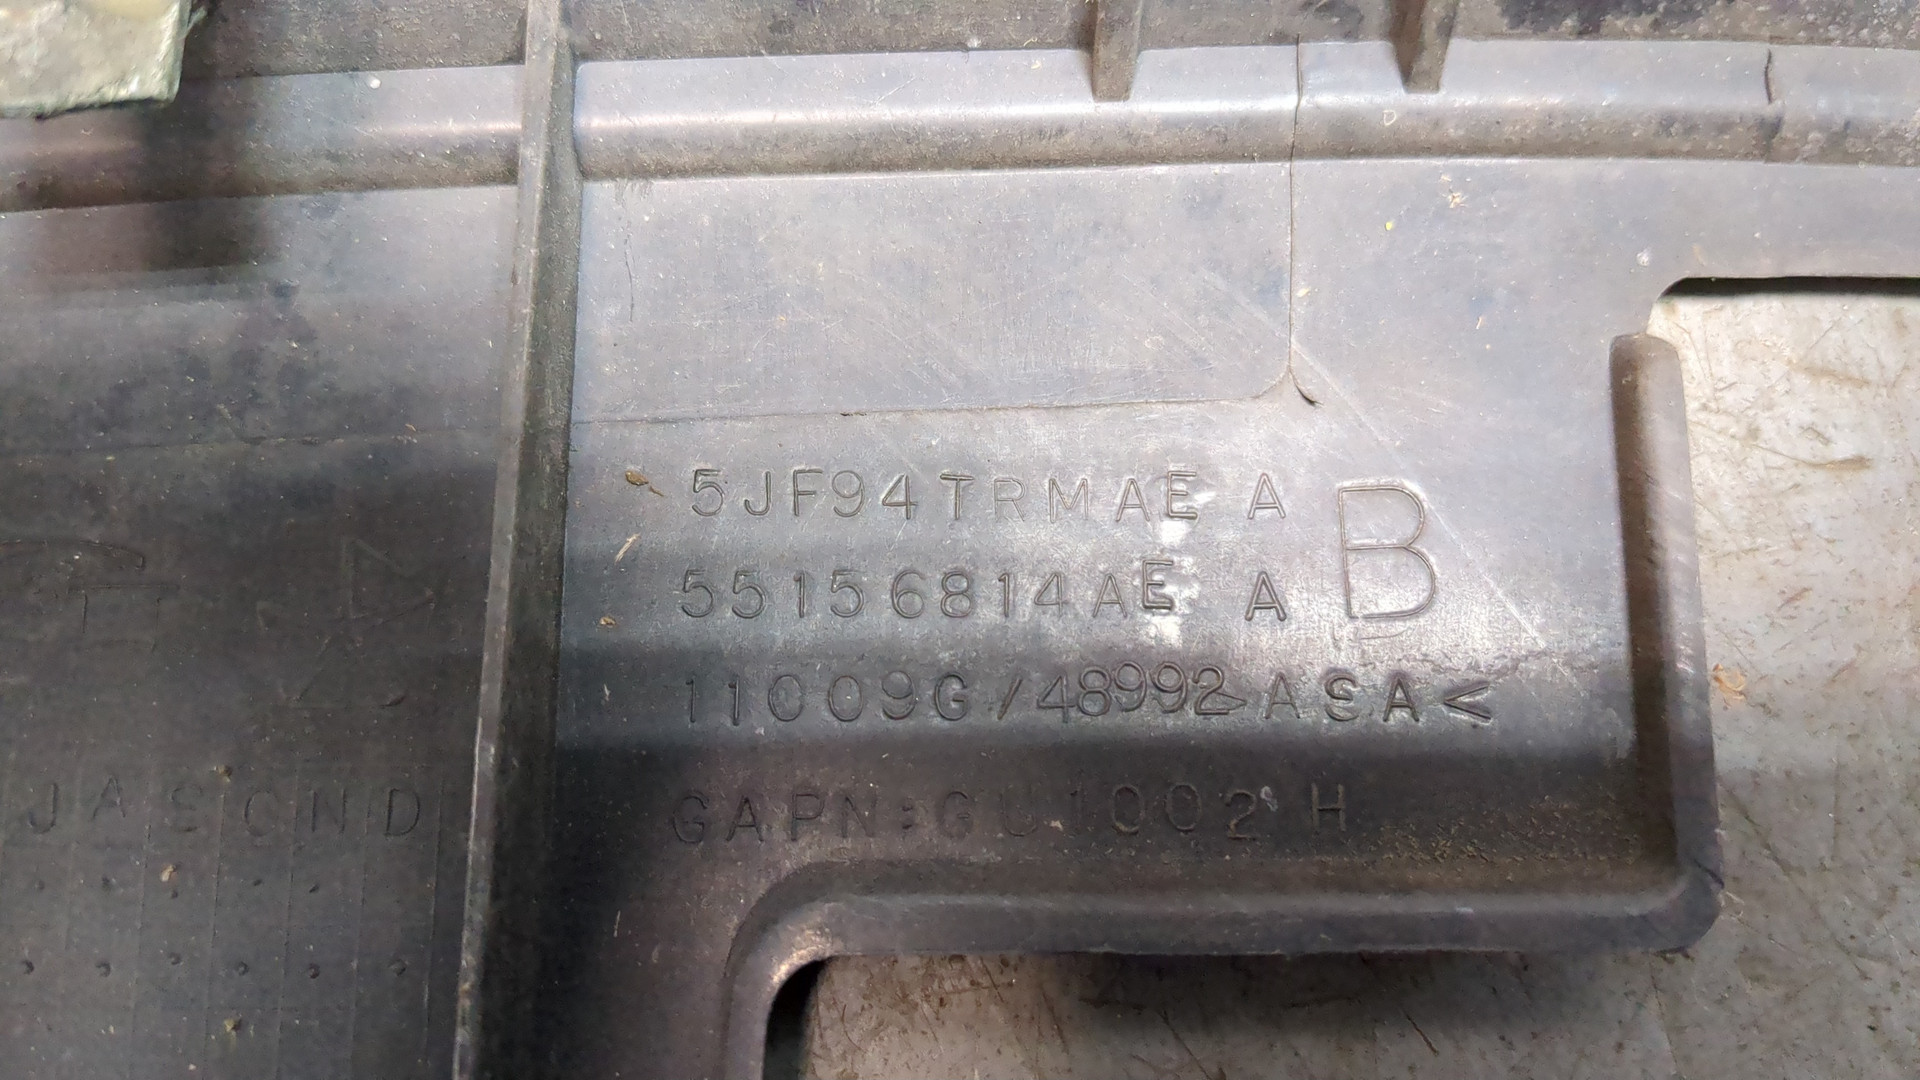 5JF94TRMAE A
B
55156814AE A
11009G/48992>ASA<
JASOND
GAPN:GU1002 H